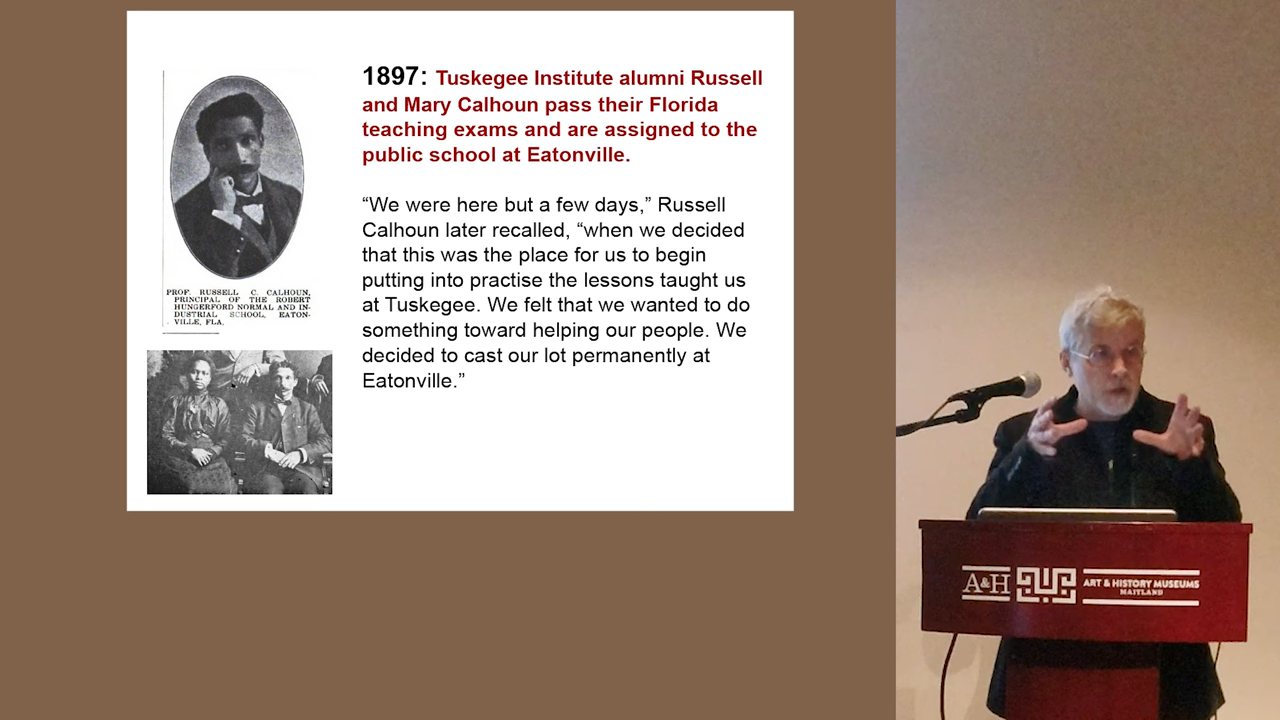 1897: Tuskegee Institute alumni Russell
and Mary Calhoun pass their Florida
teaching exams and are assigned to the
public school at Eatonville.
“We were here but a few days,” Russell
Calhoun later recalled, “when we decided
that this was the place for us to begin
putting into practise the lessons taught us
at Tuskegee. We felt that we wanted to do
something toward helping our people. We
decided to cast our lot permanently at
Eatonville.”
PROF. RUSSELL C. CALHOUN,
PRINCIPAL OF THE ROBERT
HUNGERFORD NORMAL AND IN-
DUSTRIAL SCHOOL, EATON-
VILLE, FLA.
A&H
ART & HISTORY MUSEUMS
MAITLAND